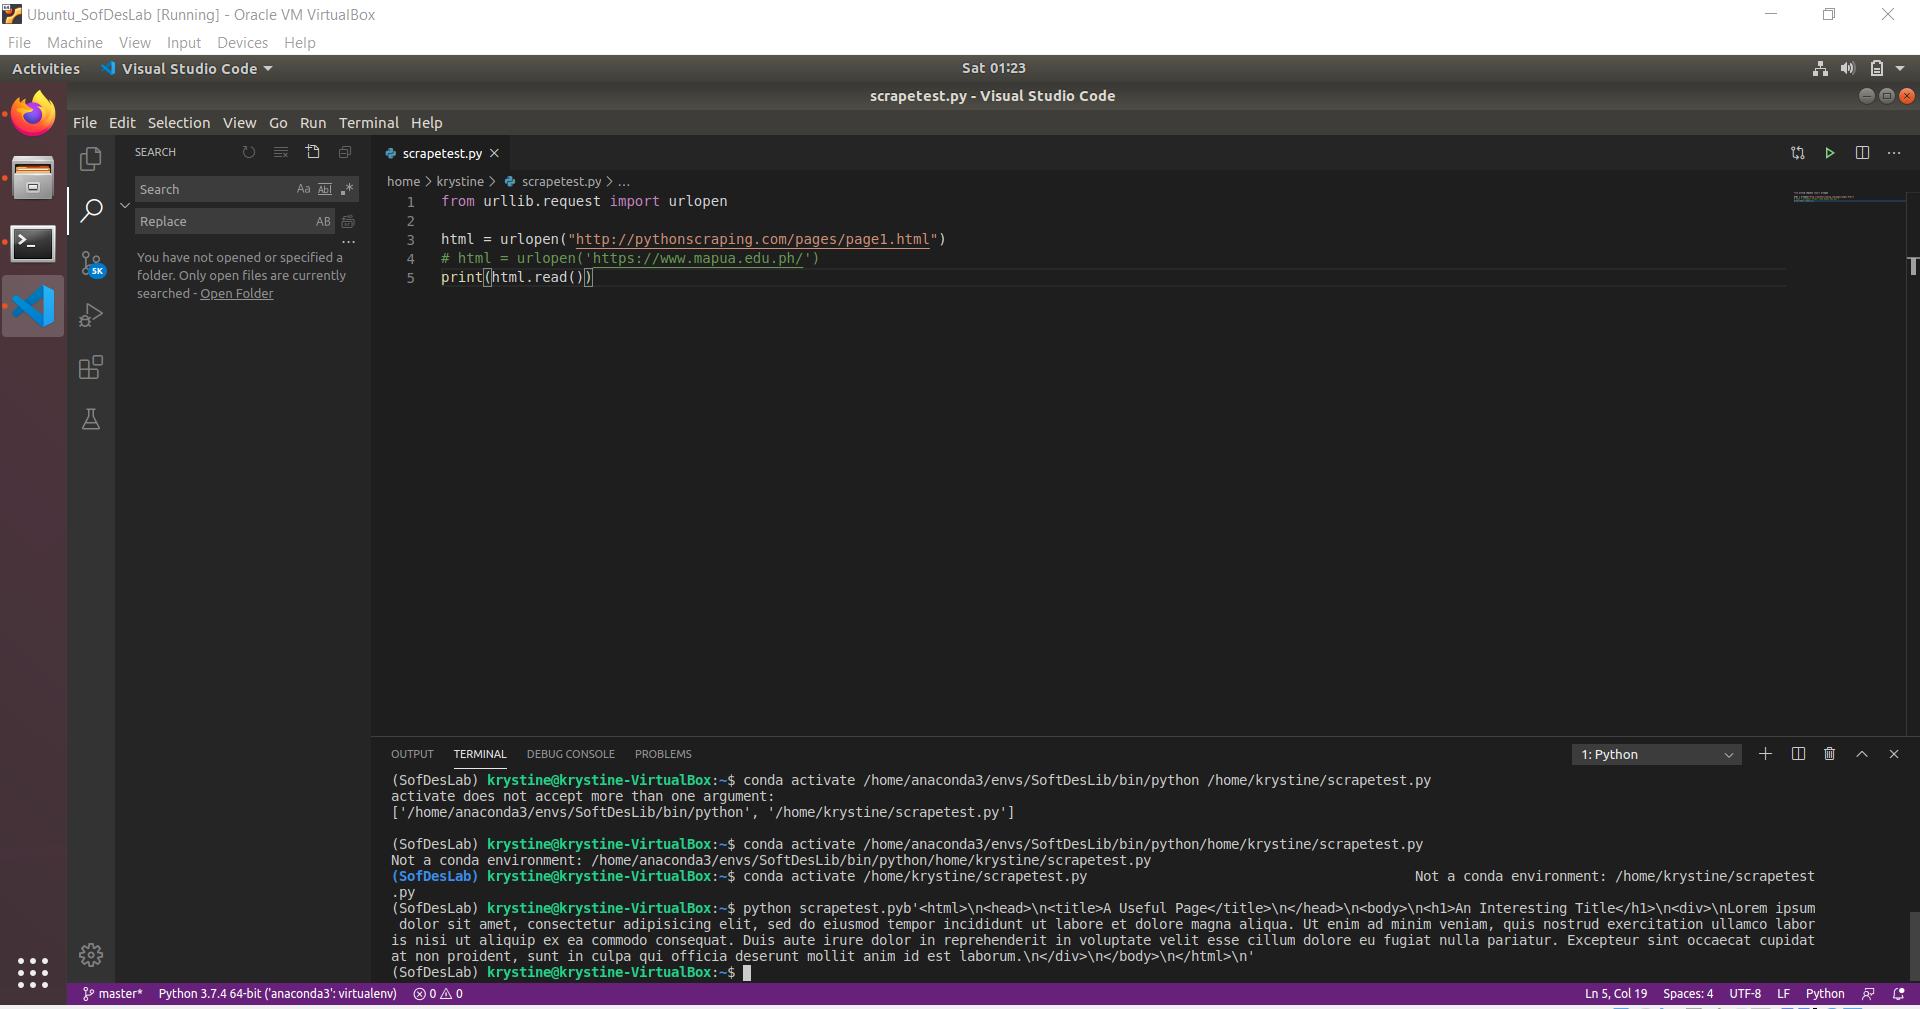 Ubuntu_SofDesLab [Running] - Oracle VM VirtualBox
File Machine View Input Devices Help
Activities Visual Studio Code Sat 01:23
scrapetest.py - Visual Studio Code
File Edit Selection View Go Run Terminal Help
SEARCH
Search Aa Abl .*
Replace AB
...
You have not opened or specified a
folder. Only open files are currently
searched - Open Folder
5K
scrapetest.py
home > krystine > scrapetest.py > ...
1 from urllib.request import urlopen
2
3 html = urlopen("http://pythonscraping.com/pages/page1.html")
4 # html = urlopen('https://www.mapua.edu.ph/')
5 print(html.read())
OUTPUT TERMINAL DEBUG CONSOLE PROBLEMS 1: Python
(SofDesLab) krystine@krystine-VirtualBox:~$ conda activate /home/anaconda3/envs/SoftDesLib/bin/python /home/krystine/scrapetest.py
activate does not accept more than one argument:
['/home/anaconda3/envs/SoftDesLib/bin/python', '/home/krystine/scrapetest.py']
(SofDesLab) krystine@krystine-VirtualBox:~$ conda activate /home/anaconda3/envs/SoftDesLib/bin/python/home/krystine/scrapetest.py
Not a conda environment: /home/anaconda3/envs/SoftDesLib/bin/python/home/krystine/scrapetest.py
(SofDesLab) krystine@krystine-VirtualBox:~$ conda activate /home/krystine/scrapetest.py Not a conda environment: /home/krystine/scrapetest
.py
(SofDesLab) krystine@krystine-VirtualBox:~$ python scrapetest.pyb'<html>\n<head>\n<title>A Useful Page</title>\n</head>\n<body>\n<h1>An Interesting Title</h1>\n<div>\nLorem ipsum
dolor sit amet, consectetur adipisicing elit, sed do eiusmod tempor incididunt ut labore et dolore magna aliqua. Ut enim ad minim veniam, quis nostrud exercitation ullamco labor
is nisi ut aliquip ex ea commodo consequat. Duis aute irure dolor in reprehenderit in voluptate velit esse cillum dolore eu fugiat nulla pariatur. Excepteur sint occaecat cupidat
at non proident, sunt in culpa qui officia deserunt mollit anim id est laborum.\n</div>\n</body>\n</html>\n'
(SofDesLab) krystine@krystine-VirtualBox:~$
master* Python 3.7.4 64-bit ('anaconda3': virtualenv) 0 0 Ln 5, Col 19 Spaces: 4 UTF-8 LF Python